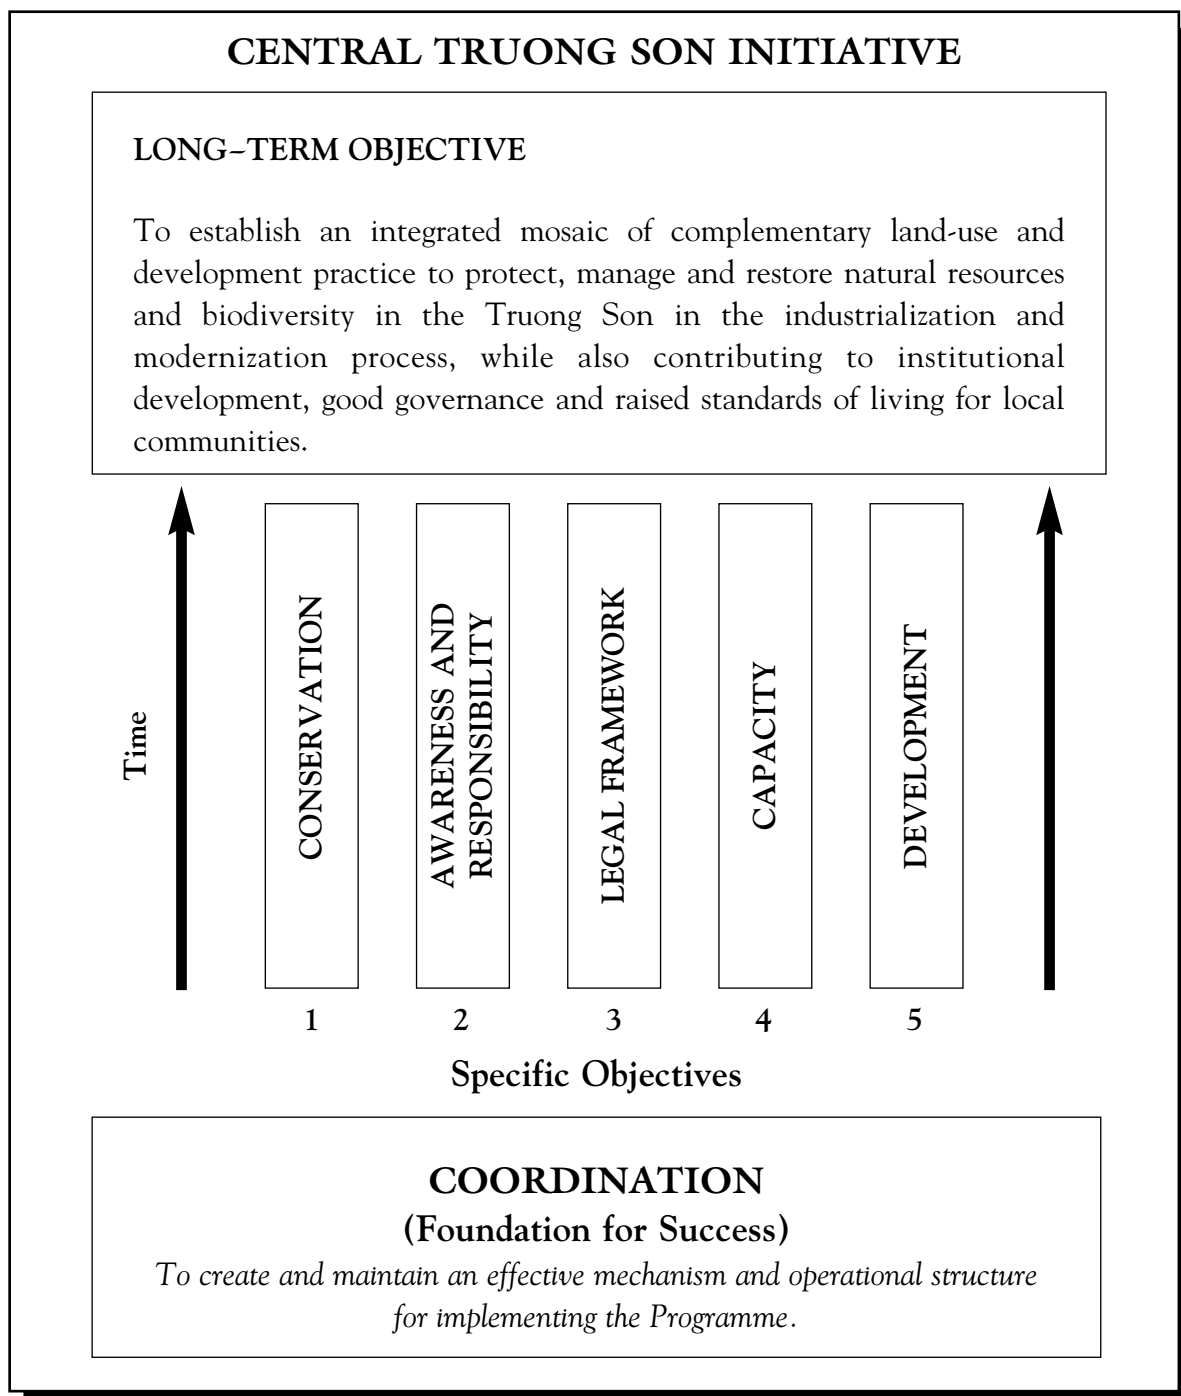 CENTRAL TRUONG SON INITIATIVE
LONG–TERM OBJECTIVE
To establish an integrated mosaic of complementary land-use and
development practice to protect, manage and restore natural resources
and biodiversity in the Truong Son in the industrialization and
modernization process, while also contributing to institutional
development, good governance and raised standards of living for local
communities.
Time
CONSERVATION
AWARENESS AND
RESPONSIBILITY
LEGAL FRAMEWORK
CAPACITY
DEVELOPMENT
1 2 3 4 5
Specific Objectives
COORDINATION
(Foundation for Success)
To create and maintain an effective mechanism and operational structure
for implementing the Programme.